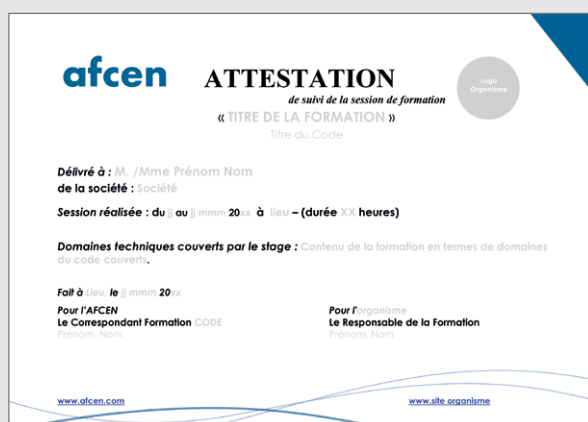 afcen
ATTESTATION
Logo
Organisme
de suivi de la session de formation
« TITRE DE LA FORMATION »
Titre du Code
Délivré à : M. /Mme Prénom Nom
de la société : Société
Session réalisée : du jj au jj mmm 20xx à lieu – (durée XX heures)
Domaines techniques couverts par le stage : Contenu de la formation en termes de domaines
du code couverts.
Fait à Lieu, le jj mmm 20xx
Pour l'AFCEN
Le Correspondant Formation CODE
Prénom, Nom
Pour l'organisme
Le Responsable de la Formation
Prénom, Nom
www.afcen.com
www.site organisme